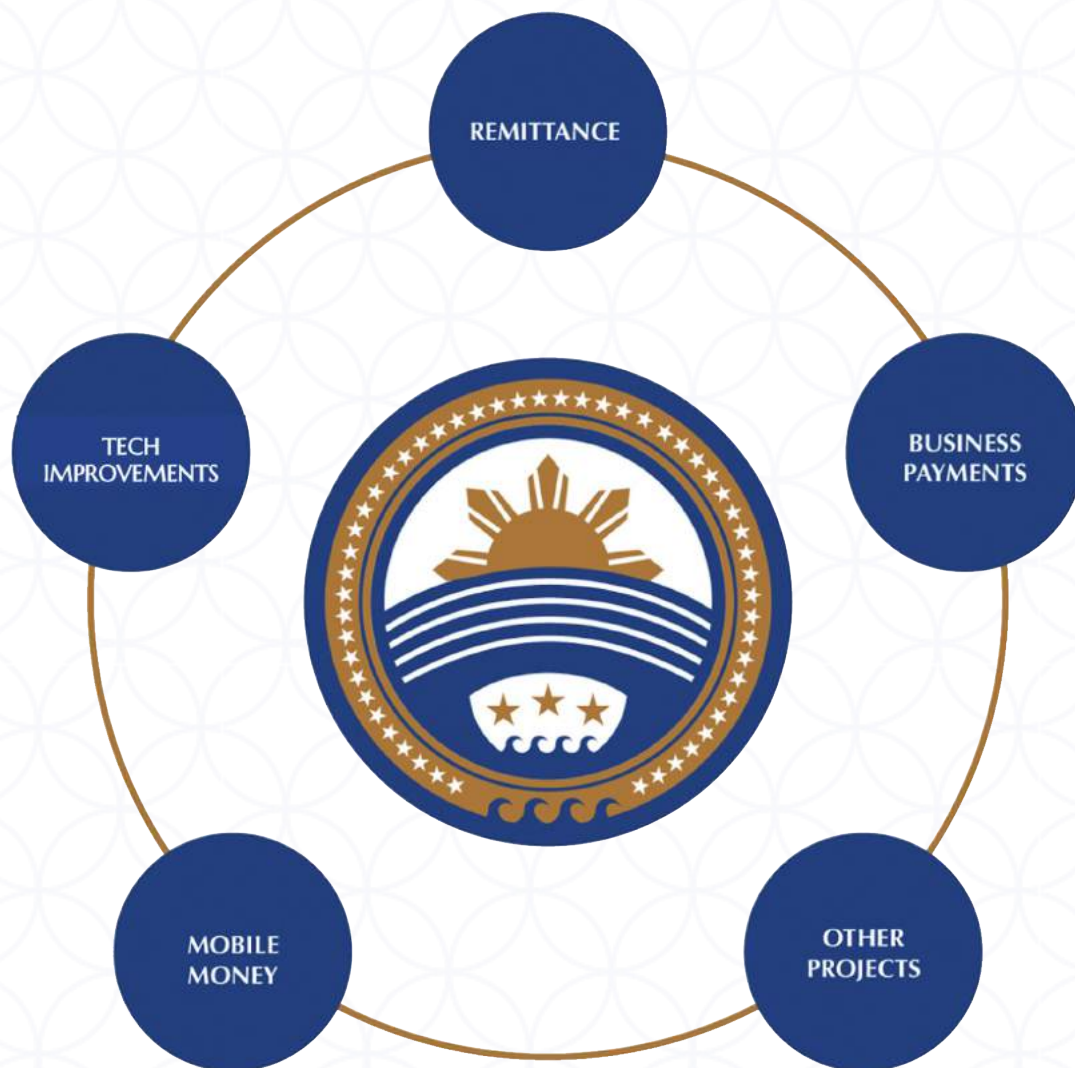 REMITTANCE
BUSINESS
PAYMENTS
OTHER
PROJECTS
MOBILE
MONEY
TECH
IMPROVEMENTS